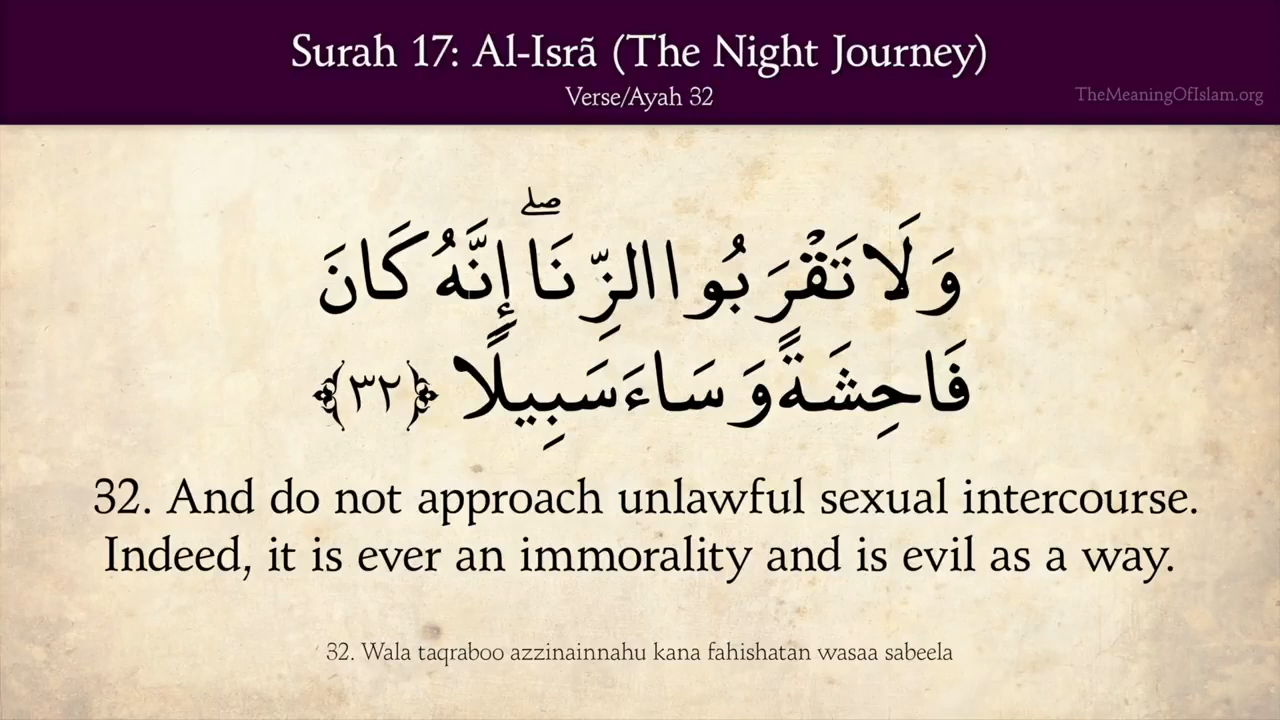 Surah 17: Al-Isrã (The Night Journey)
Verse/Ayah 32
TheMeaningOfIslam.org
وَلَا تَقْرَبُوا الزِّنَا ۖ إِنَّهُ كَانَ
فَاحِشَةً وَسَاءَ سَبِيلًا ﴿٣٢﴾
32. And do not approach unlawful sexual intercourse.
Indeed, it is ever an immorality and is evil as a way.
32. Wala taqraboo azzinainnahu kana fahishatan wasaa sabeela